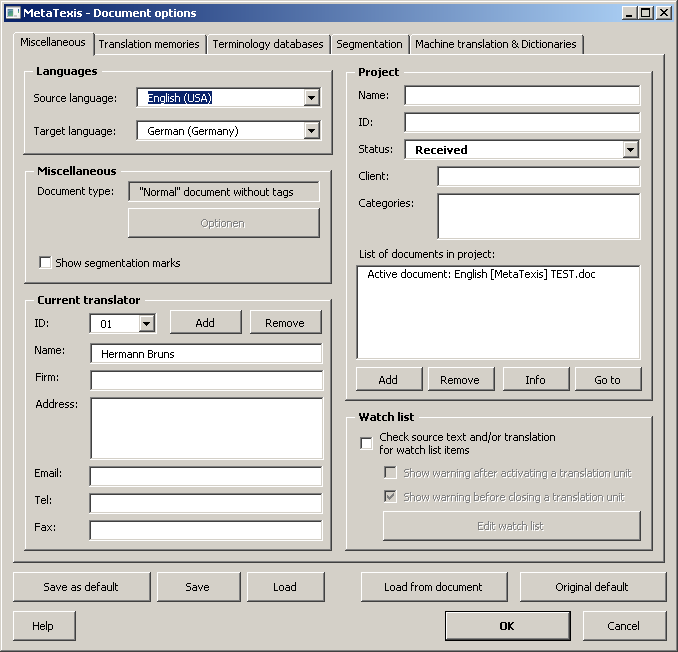 MetaTexis - Document options
Miscellaneous
Translation memories
Terminology databases
Segmentation
Machine translation & Dictionaries
Languages
Source language:
English (USA)
Target language:
German (Germany)
Miscellaneous
Document type:
"Normal" document without tags
Optionen
Show segmentation marks
Current translator
ID:
01
Add
Remove
Name:
Hermann Bruns
Firm:
Address:
Email:
Tel:
Fax:
Project
Name:
ID:
Status:
Received
Client:
Categories:
List of documents in project:
Active document: English [MetaTexis] TEST.doc
Add
Remove
Info
Go to
Watch list
Check source text and/or translation
for watch list items
Show warning after activating a translation unit
Show warning before closing a translation unit
Edit watch list
Save as default
Save
Load
Load from document
Original default
Help
OK
Cancel